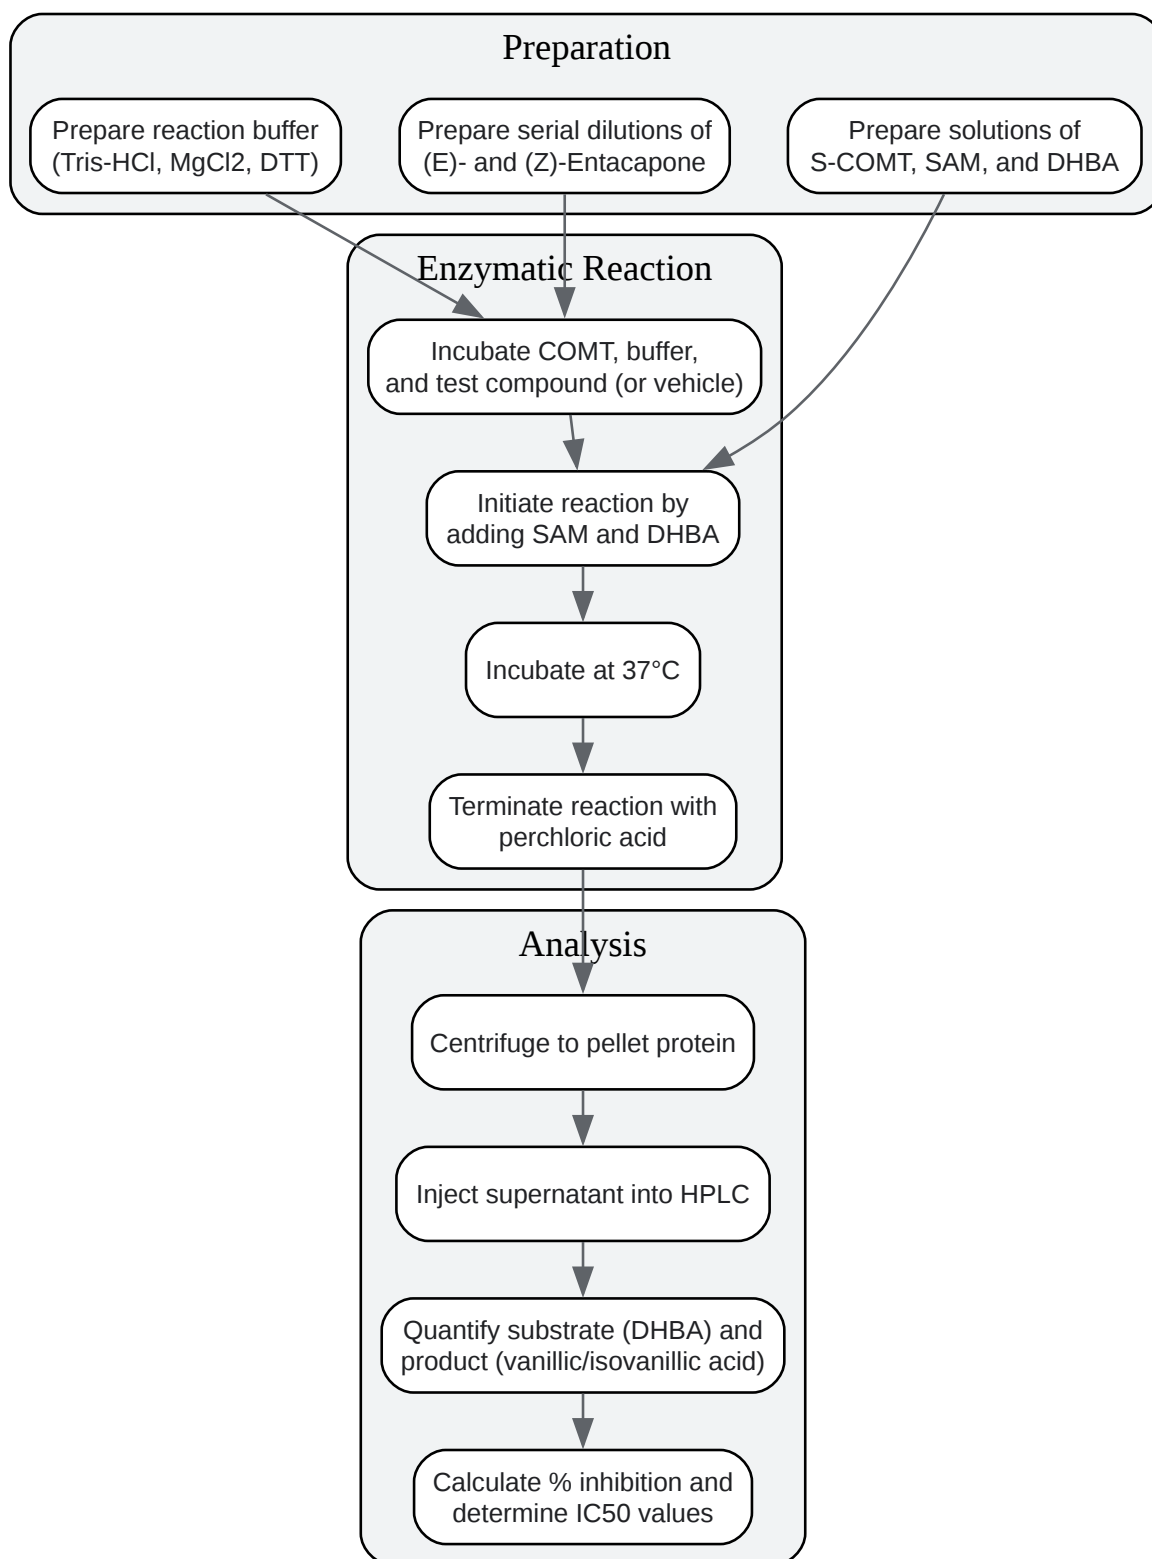 Preparation
Prepare reaction buffer
(Tris-HCl, MgCl2, DTT)
Prepare serial dilutions of
(E)- and (Z)-Entacapone
Prepare solutions of
S-COMT, SAM, and DHBA
Enzymatic Reaction
Incubate COMT, buffer,
and test compound (or vehicle)
Initiate reaction by
adding SAM and DHBA
Incubate at 37°C
Terminate reaction with
perchloric acid
Analysis
Centrifuge to pellet protein
Inject supernatant into HPLC
Quantify substrate (DHBA) and
product (vanillic/isovanillic acid)
Calculate % inhibition and
determine IC50 values